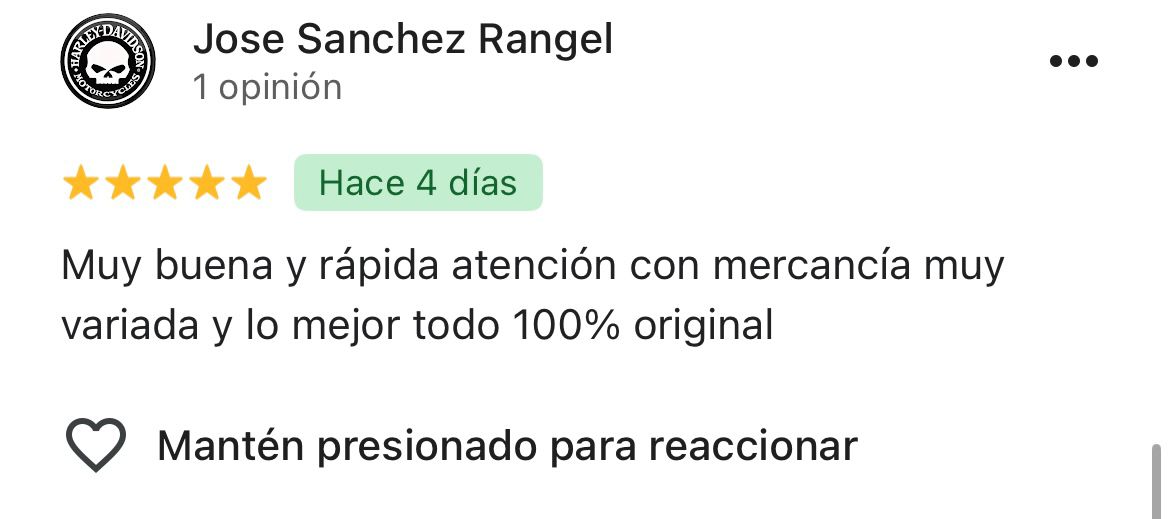 HARLEY-DAVIDSON
MOTORCYCLES
Jose Sanchez Rangel
1 opinión
Hace 4 días
Muy buena y rápida atención con mercancía muy
variada y lo mejor todo 100% original
Mantén presionado para reaccionar